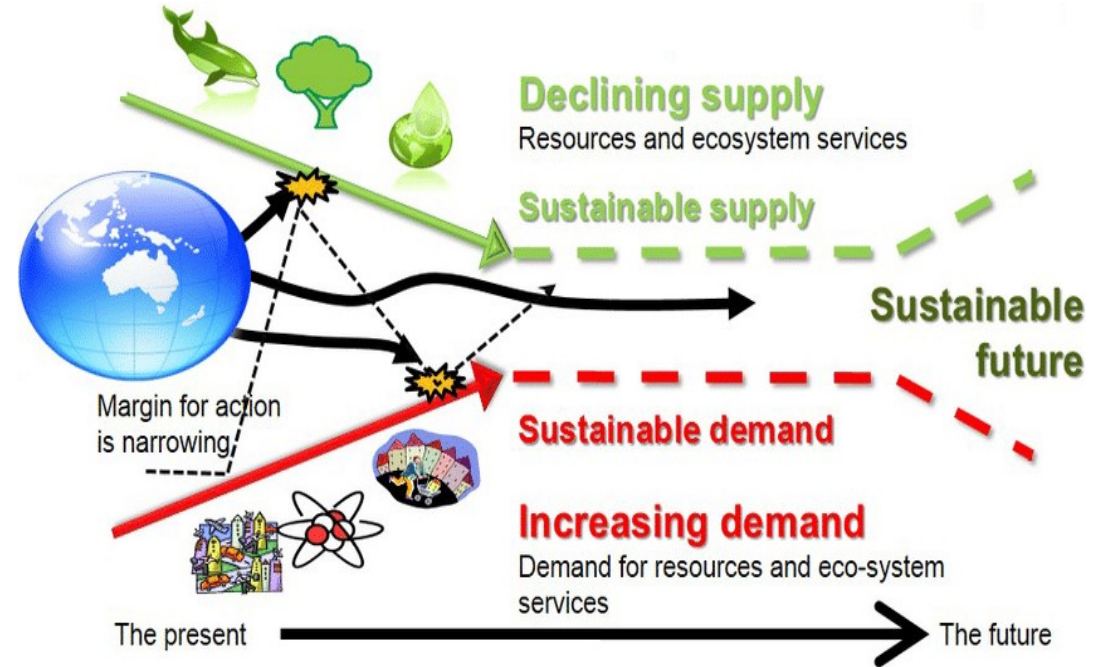 Declining supply
Resources and ecosystem services
Sustainable supply
Sustainable
future
Margin for action
is narrowing
Sustainable demand
Increasing demand
Demand for resources and eco-system
services
The present
The future